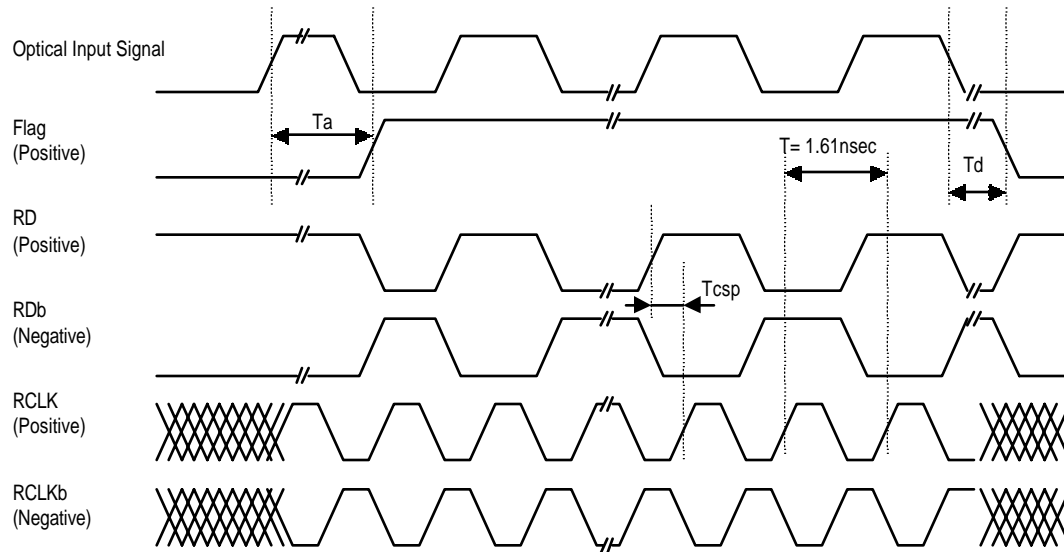 Optical Input Signal
Flag
(Positive)
Ta
T= 1.61nsec
Td
RD
(Positive)
Tcsp
RDb
(Negative)
RCLK
(Positive)
RCLKb
(Negative)